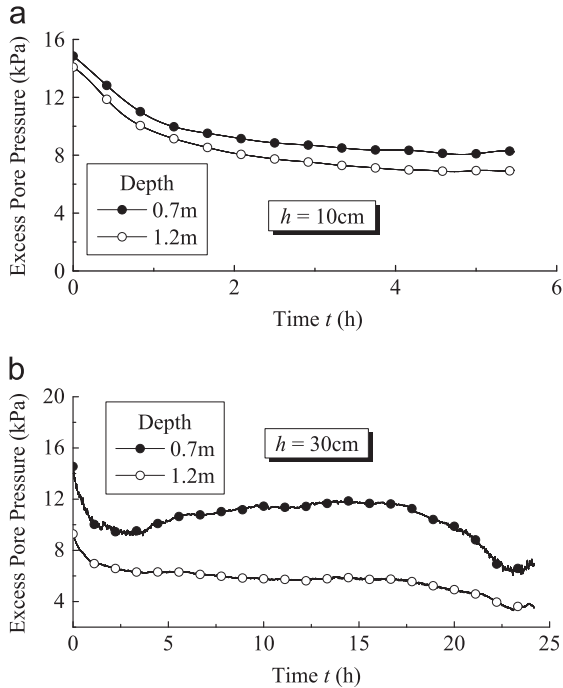 a
Excess Pore Pressure (kPa)
16
12
8
4
0
Depth
0.7m
1.2m
h = 10cm
0 2 4 6
Time t (h)
b
Excess Pore Pressure (kPa)
20
16
12
8
4
Depth
0.7m
1.2m
h = 30cm
0 5 10 15 20 25
Time t (h)